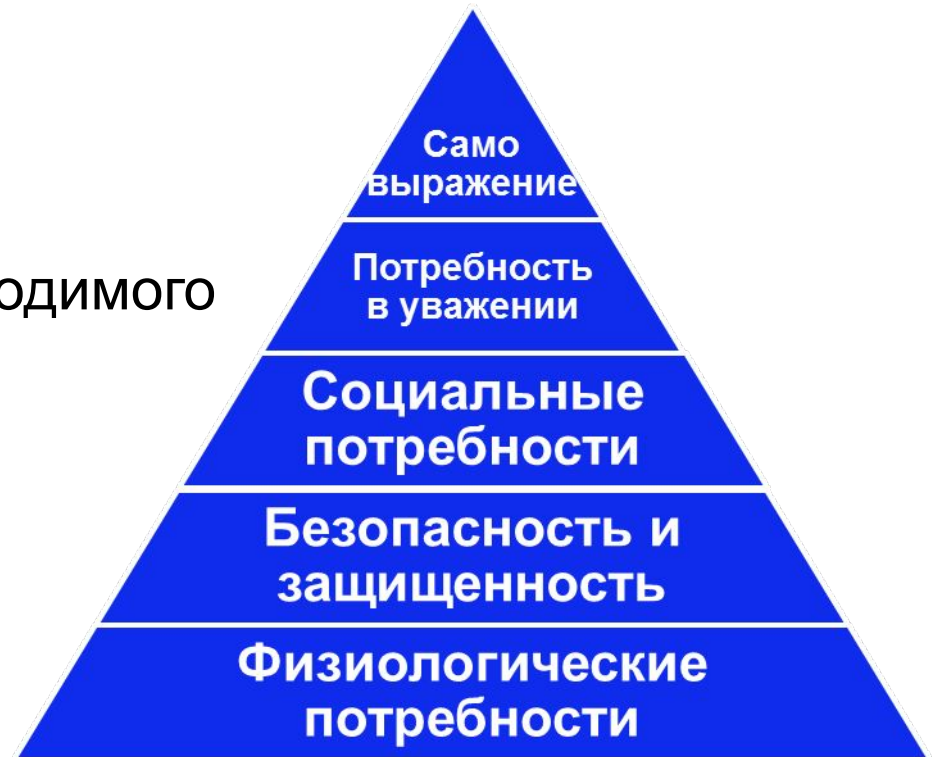 Само
выражение
Потребность
в уважении
одимого
Социальные
потребности
Безопасность и
защищенность
Физиологические
потребности